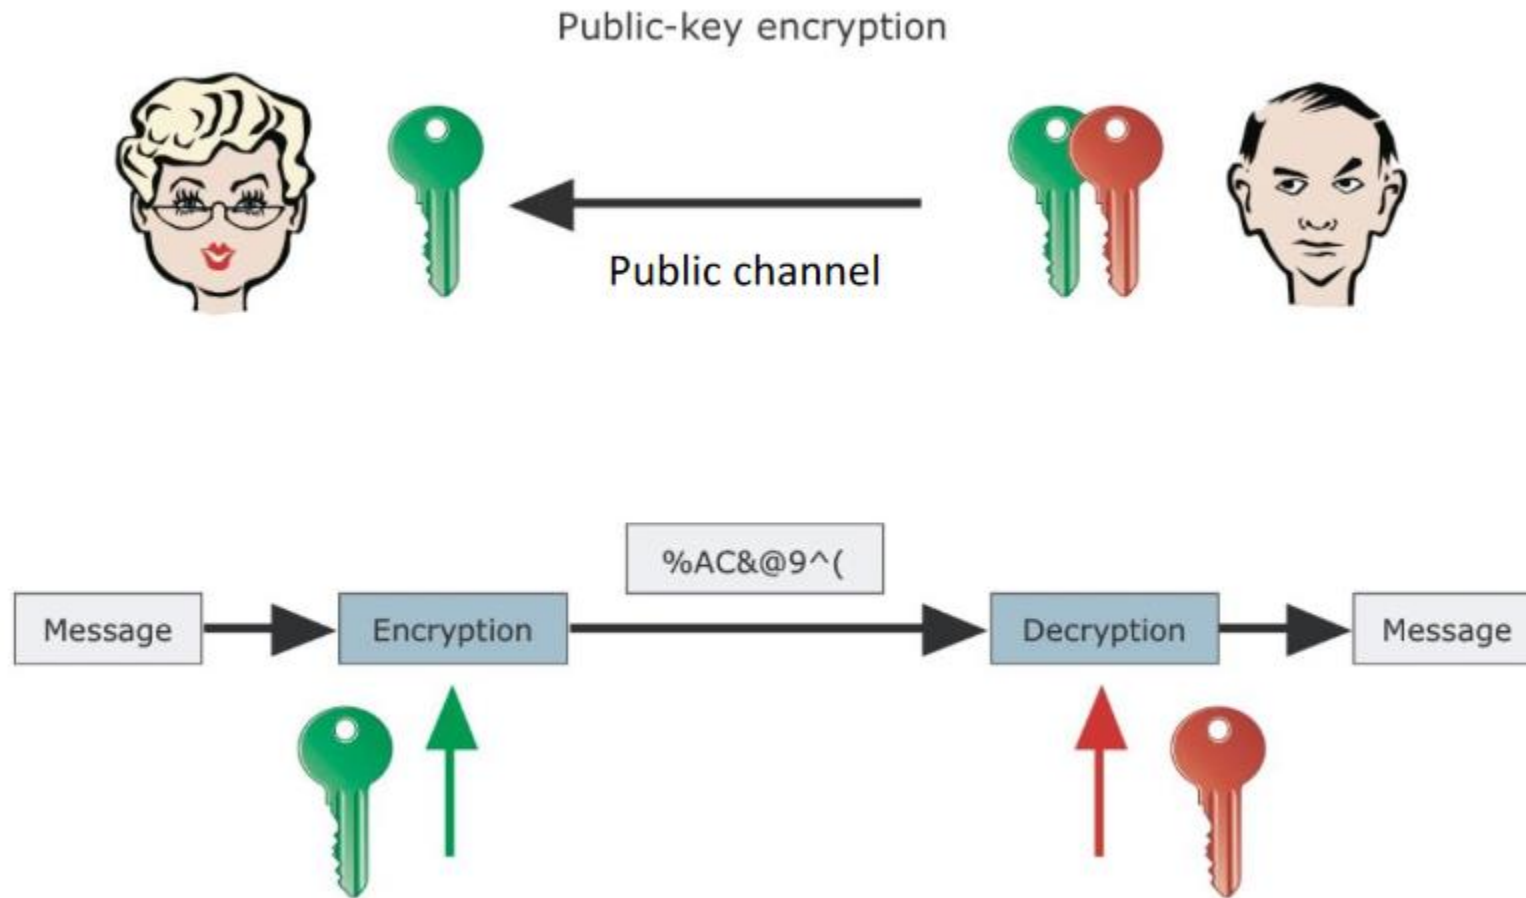 Public-key encryption
Public channel
%AC&@9^(
Message
Encryption
Decryption
Message